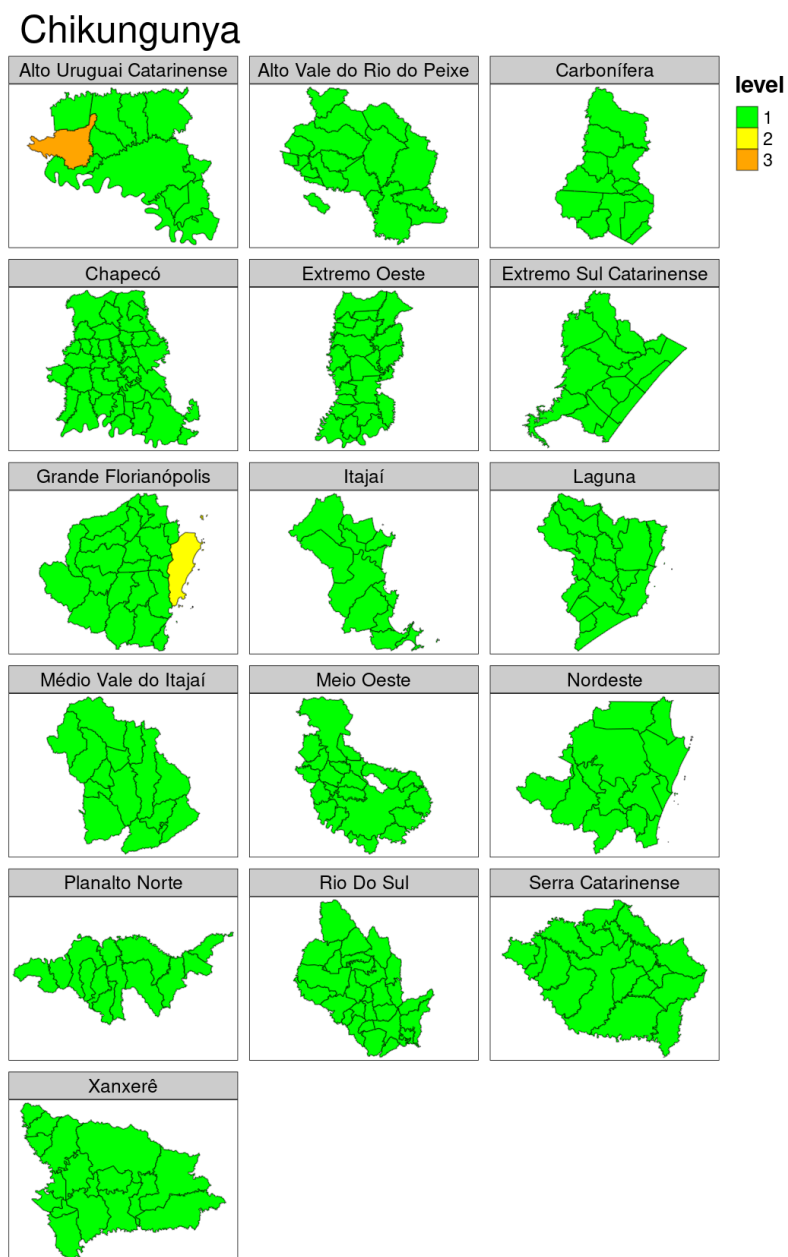 Chikungunya
Alto Uruguai Catarinense
Alto Vale do Rio do Peixe
Carbonífera
level
1
2
3
Chapecó
Extremo Oeste
Extremo Sul Catarinense
Grande Florianópolis
Itajaí
Laguna
Médio Vale do Itajaí
Meio Oeste
Nordeste
Planalto Norte
Rio Do Sul
Serra Catarinense
Xanxerê